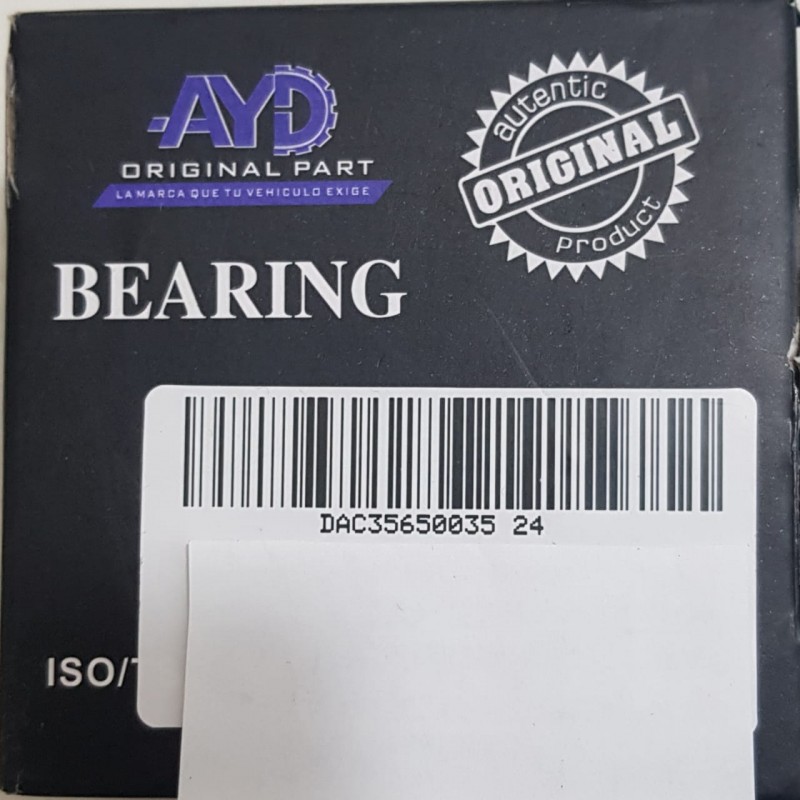 AYD
ORIGINAL PART
LA MARCA QUE TU VEHICULO EXIGE
autentic
ORIGINAL
product
BEARING
DAC35650035 24
ISO/